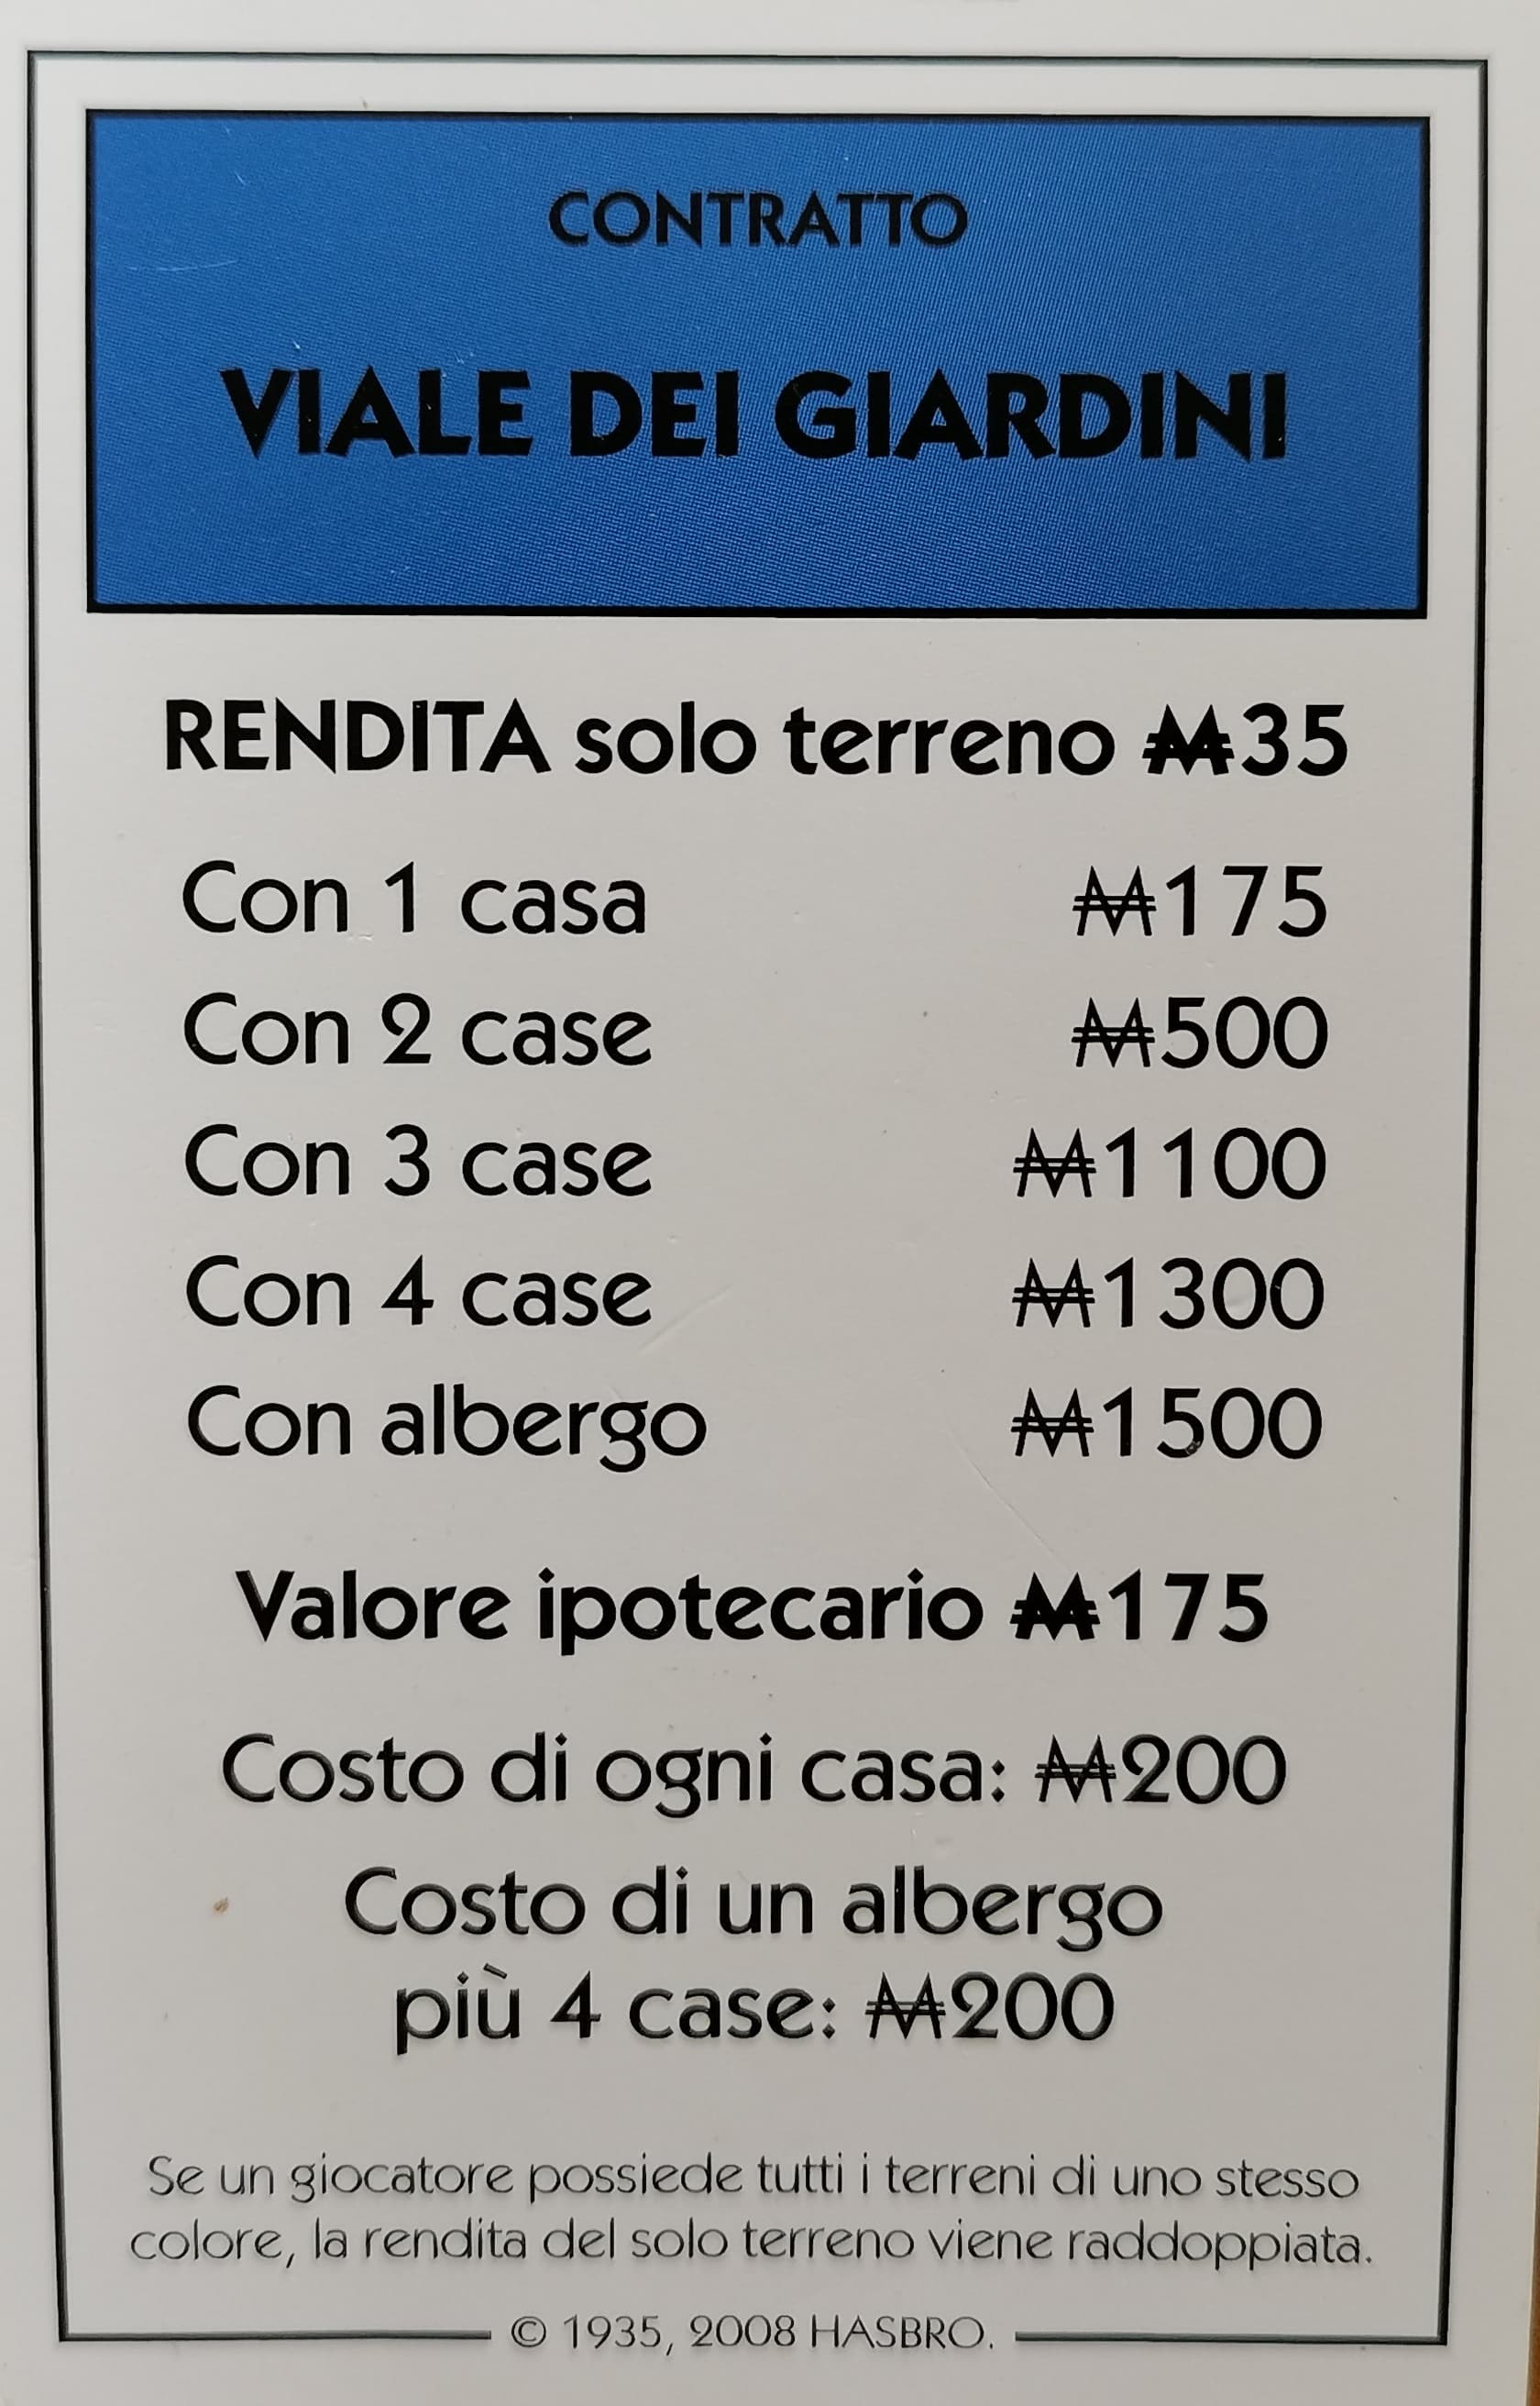 CONTRATTO
VIALE DEI GIARDINI
RENDITA solo terreno ₩35
Con 1 casa ₩175
Con 2 case ₩500
Con 3 case ₩1100
Con 4 case ₩1300
Con albergo ₩1500
Valore ipotecario ₩175
Costo di ogni casa: ₩200
Costo di un albergo
più 4 case: ₩200
Se un giocatore possiede tutti i terreni di uno stesso
colore, la rendita del solo terreno viene raddoppiata.
© 1935, 2008 HASBRO.